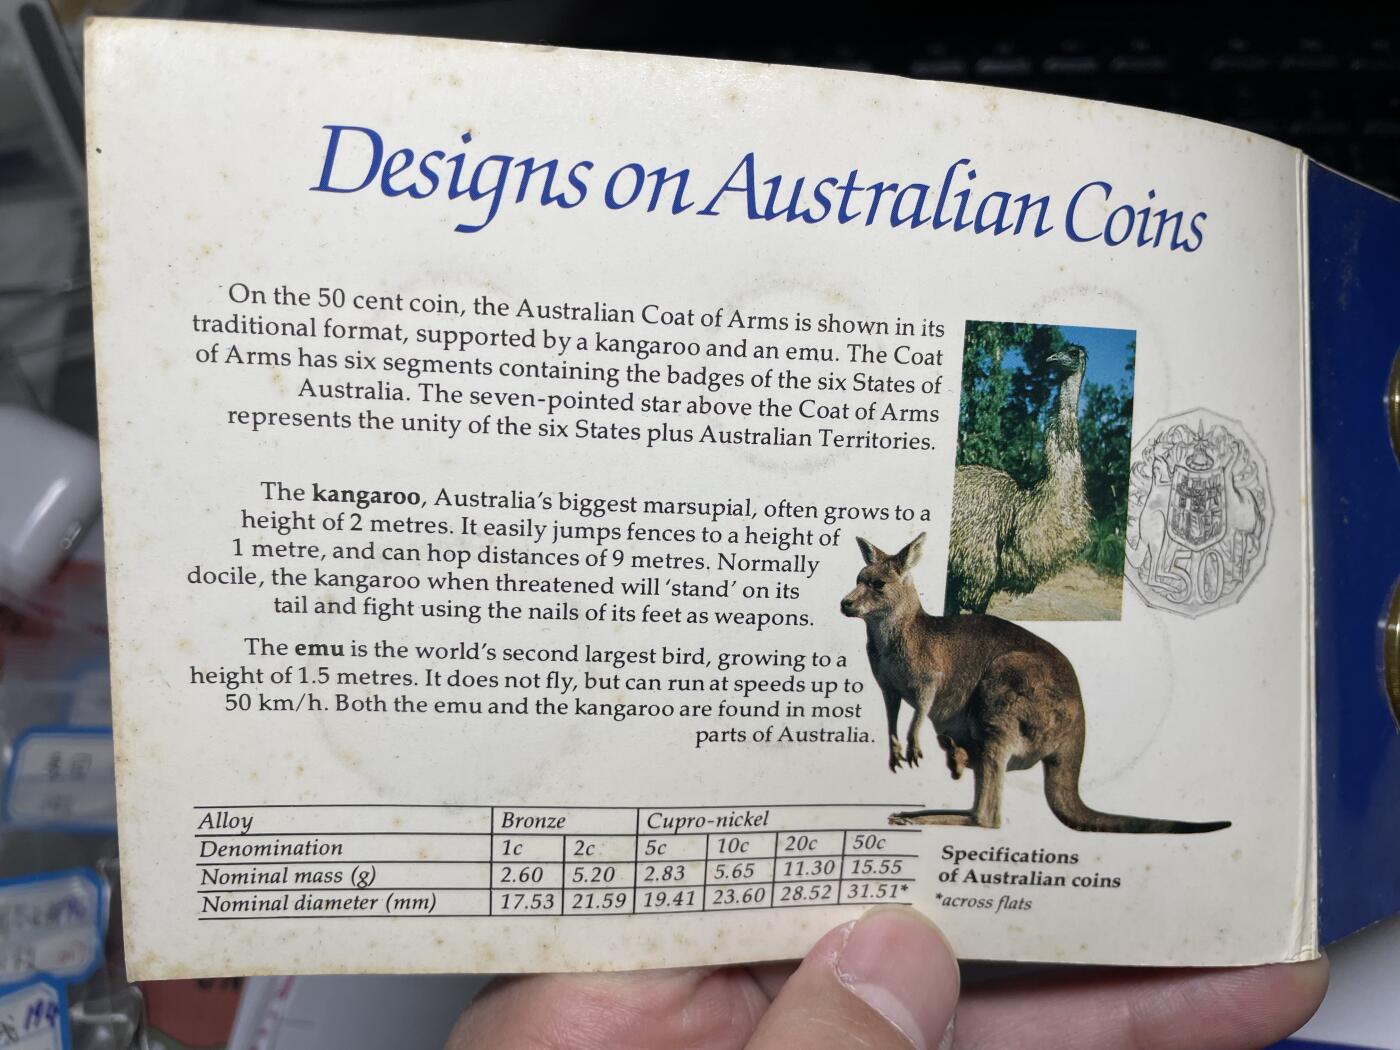 Designs on Australian Coins
On the 50 cent coin, the Australian Coat of Arms is shown in its
traditional format, supported by a kangaroo and an emu. The Coat
of Arms has six segments containing the badges of the six States of
Australia. The seven-pointed star above the Coat of Arms
represents the unity of the six States plus Australian Territories.
The kangaroo, Australia's biggest marsupial, often grows to a
height of 2 metres. It easily jumps fences to a height of
1 metre, and can hop distances of 9 metres. Normally
docile, the kangaroo when threatened will 'stand' on its
tail and fight using the nails of its feet as weapons.
The emu is the world's second largest bird, growing to a
height of 1.5 metres. It does not fly, but can run at speeds up to
50 km/h. Both the emu and the kangaroo are found in most
parts of Australia.
50
Alloy Bronze Cupro-nickel
Denomination 1c 2c 5c 10c 20c 50c
Nominal mass (g) 2.60 5.20 2.83 5.65 11.30 15.55
Nominal diameter (mm) 17.53 21.59 19.41 23.60 28.52 31.51*
Specifications
of Australian coins
*across flats